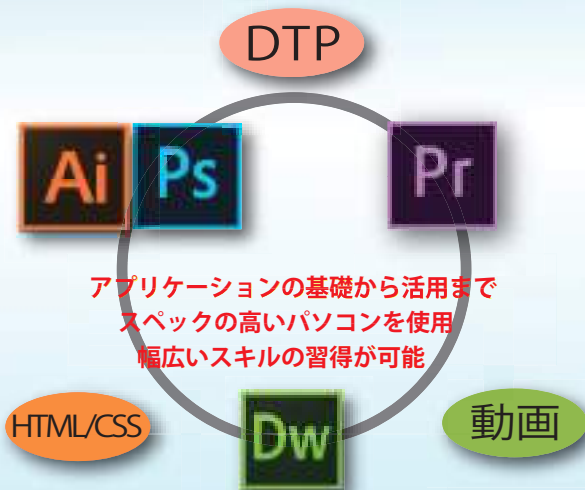 DTP
Ai
Ps
Pr
アプリケーションの基礎から活用まで
スペックの高いパソコンを使用
幅広いスキルの習得が可能
HTML/CSS
Dw
動画